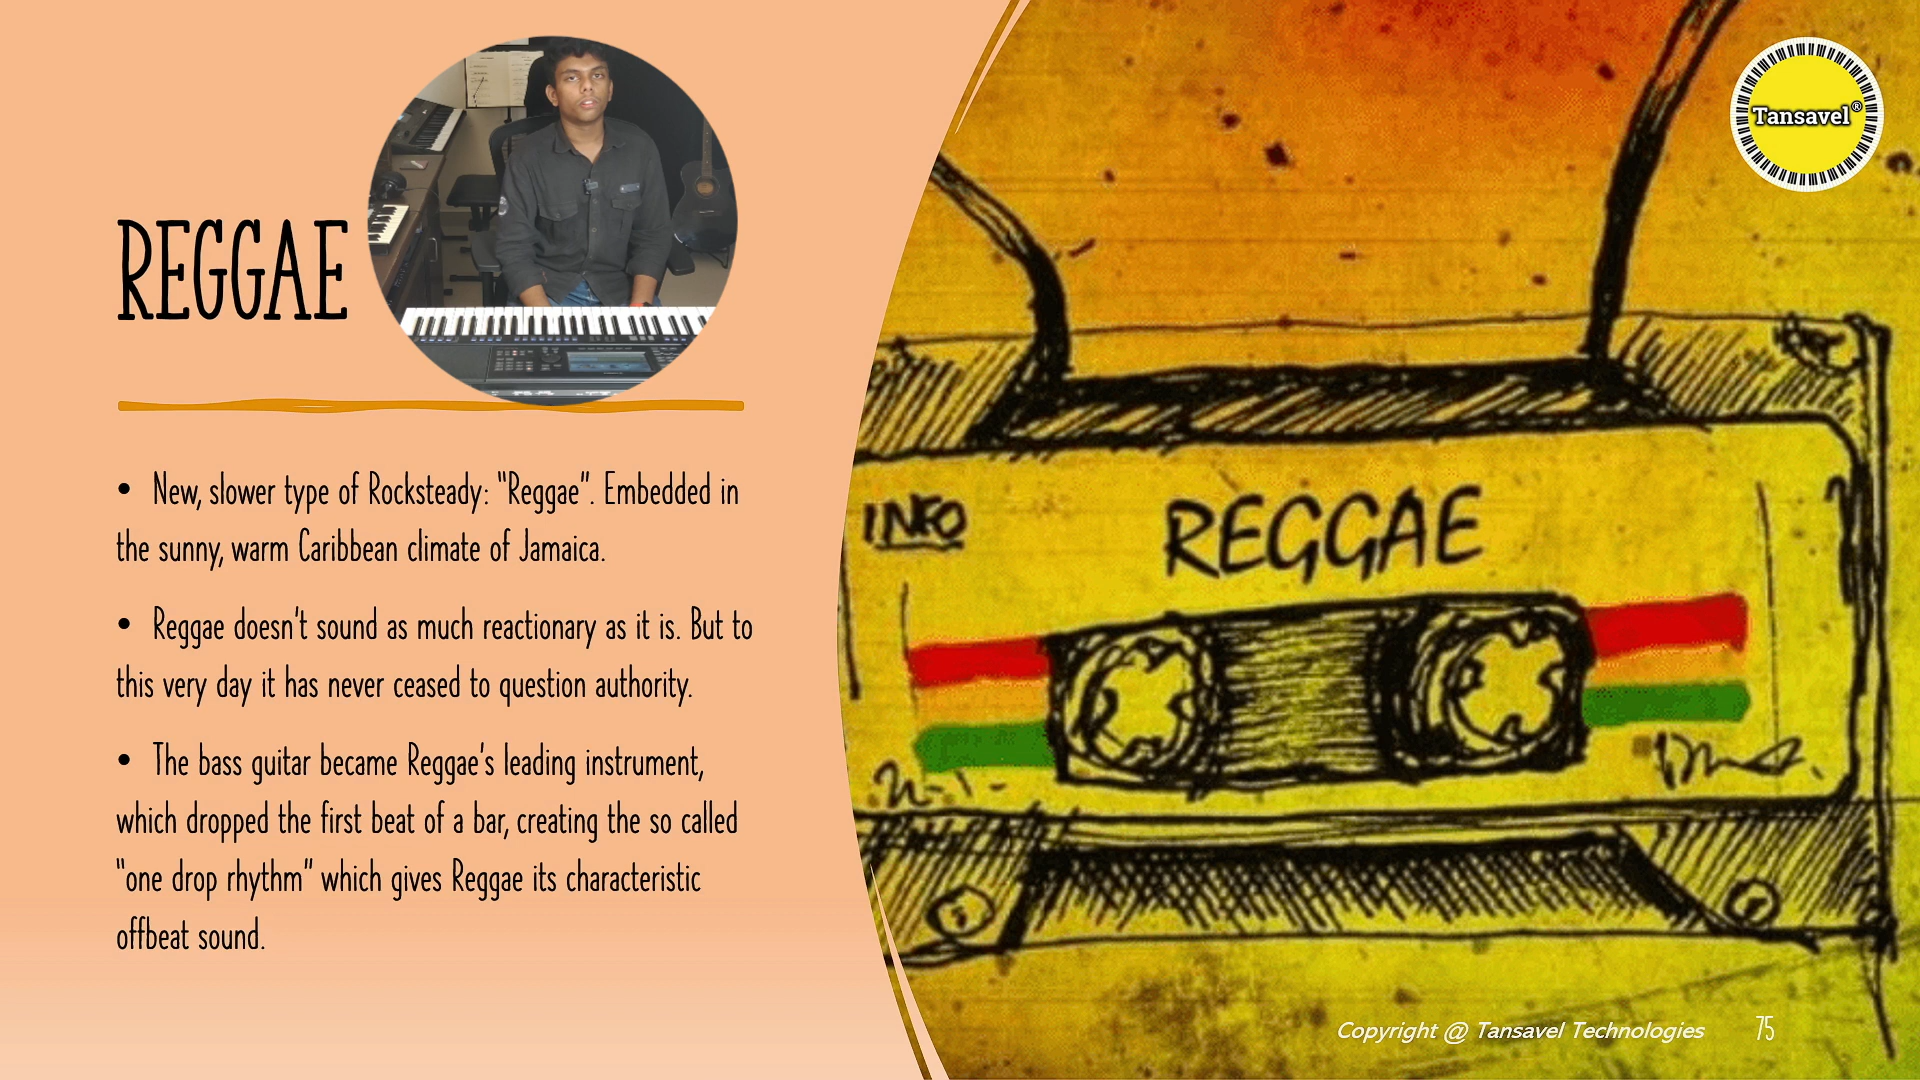 REGGAE
• New, slower type of Rocksteady: "Reggae". Embedded in
the sunny, warm Caribbean climate of Jamaica.
• Reggae doesn't sound as much reactionary as it is. But to
this very day it has never ceased to question authority.
• The bass guitar became Reggae's leading instrument,
which dropped the first beat of a bar, creating the so called
"one drop rhythm" which gives Reggae its characteristic
offbeat sound.
Tansavel®
INFO
REGGAE
Copyright @ Tansavel Technologies
75